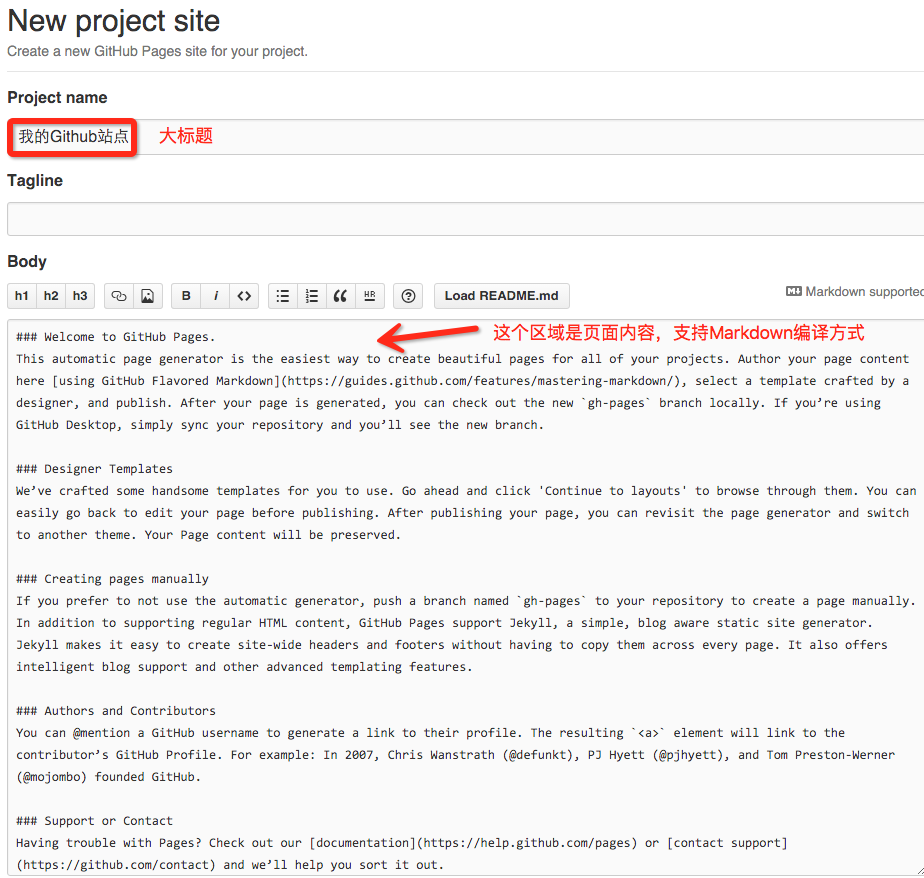 New project site
Create a new GitHub Pages site for your project.
Project name
我的Github站点 大标题
Tagline
Body
h1 h2 h3 B i <> HR Load README.md Markdown supported
### Welcome to GitHub Pages. 这个区域是页面内容，支持Markdown编译方式
This automatic page generator is the easiest way to create beautiful pages for all of your projects. Author your page content
here [using GitHub Flavored Markdown](https://guides.github.com/features/mastering-markdown/), select a template crafted by a
designer, and publish. After your page is generated, you can check out the new `gh-pages` branch locally. If you’re using
GitHub Desktop, simply sync your repository and you’ll see the new branch.
### Designer Templates
We’ve crafted some handsome templates for you to use. Go ahead and click 'Continue to layouts' to browse through them. You can
easily go back to edit your page before publishing. After publishing your page, you can revisit the page generator and switch
to another theme. Your Page content will be preserved.
### Creating pages manually
If you prefer to not use the automatic generator, push a branch named `gh-pages` to your repository to create a page manually.
In addition to supporting regular HTML content, GitHub Pages support Jekyll, a simple, blog aware static site generator.
Jekyll makes it easy to create site-wide headers and footers without having to copy them across every page. It also offers
intelligent blog support and other advanced templating features.
### Authors and Contributors
You can @mention a GitHub username to generate a link to their profile. The resulting `<a>` element will link to the
contributor’s GitHub Profile. For example: In 2007, Chris Wanstrath (@defunkt), PJ Hyett (@pjhyett), and Tom Preston-Werner
(@mojombo) founded GitHub.
### Support or Contact
Having trouble with Pages? Check out our [documentation](https://help.github.com/pages) or [contact support]
(https://github.com/contact) and we’ll help you sort it out.